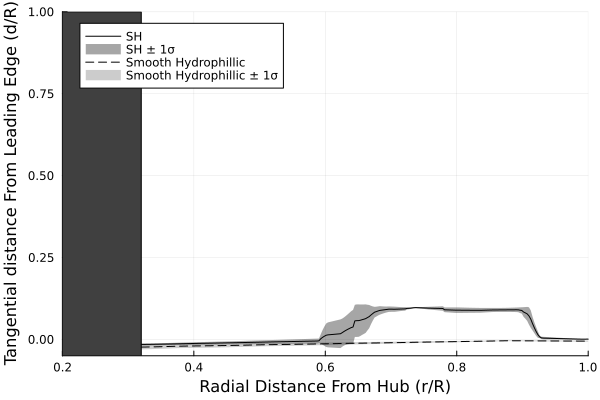 Tangential distance From Leading Edge (d/R)
1.00
0.75
0.50
0.25
0.00
SH
SH ± 1σ
Smooth Hydrophillic
Smooth Hydrophillic ± 1σ
0.2 0.4 0.6 0.8 1.0
Radial Distance From Hub (r/R)